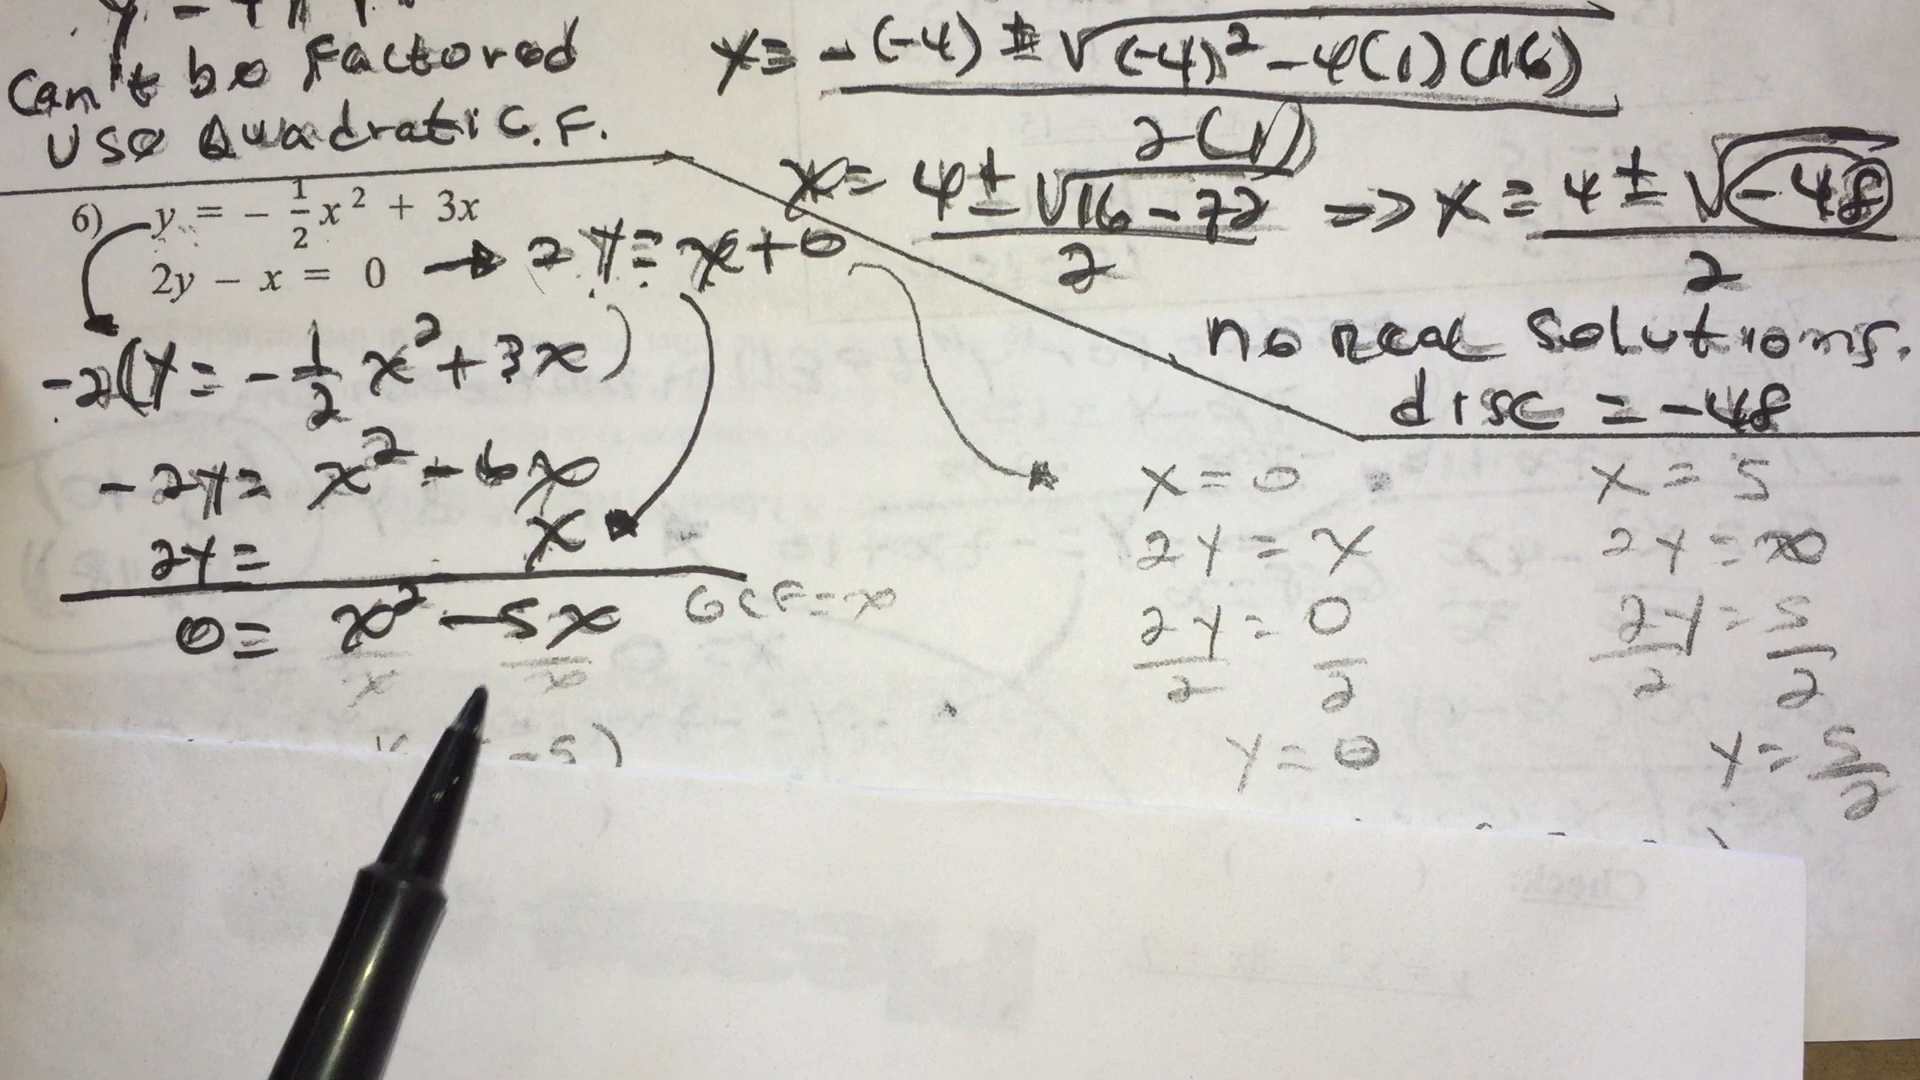 Can't be Factored
Use Quadratic.F.
x = -(-4) ± √(-4)² - 4(1)(16)
2(1)
x = 4 ± √16 - 72 => x = 4 ± √-48
2
2
no real solutions.
disc = -48
6) y = - 1/2 x² + 3x
2y - x = 0 → 2y = x + 0
-2(y = - 1/2 x² + 3x)
-2y = x² - 6x
2y = x
0 = x² - 5x GCF = x
x x
- 5)
x = 0
2y = x
2y = 0
2 2
y = 0
x = 5
2y = x
2y = 5
2 2
y = 5/2